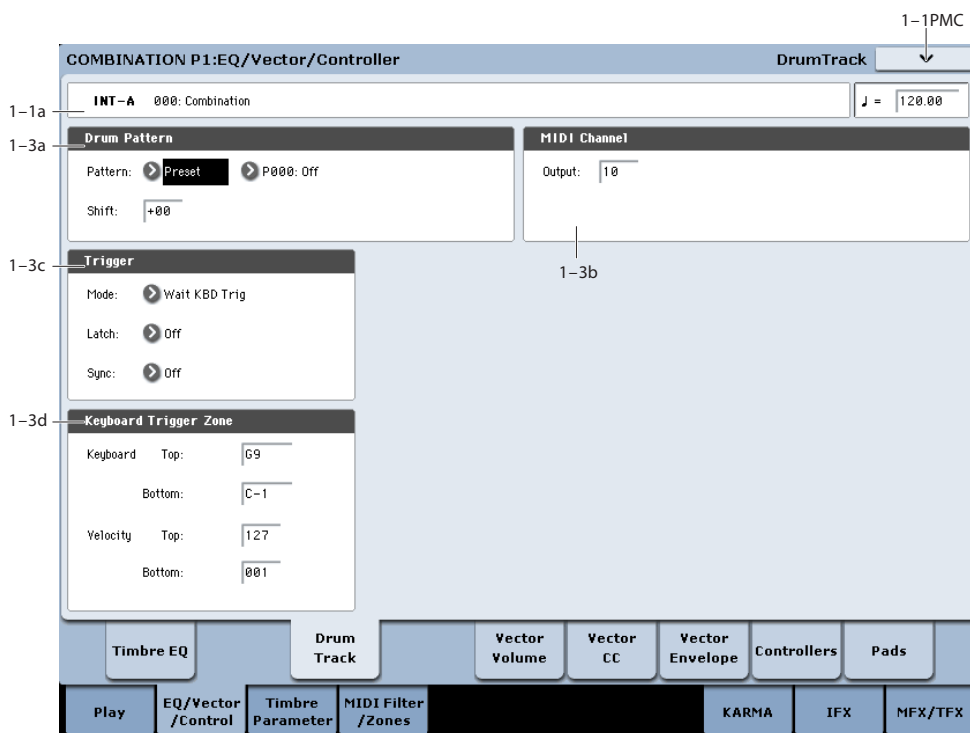 1–1PMC
COMBINATION P1:EQ/Vector/Controller DrumTrack
1–1a
INT-A 000: Combination ♩ = 120.00
1–3a
Drum Pattern
Pattern: Preset P000: Off
Shift: +00
MIDI Channel
Output: 10
1–3b
1–3c
Trigger
Mode: Wait KBD Trig
Latch: Off
Sync: Off
1–3d
Keyboard Trigger Zone
Keyboard Top: G9
Bottom: C-1
Velocity Top: 127
Bottom: 001
Timbre EQ
Drum
Track
Vector
Volume
Vector
CC
Vector
Envelope
Controllers
Pads
Play
EQ/Vector
/Control
Timbre
Parameter
MIDI Filter
/Zones
KARMA
IFX
MFX/TFX